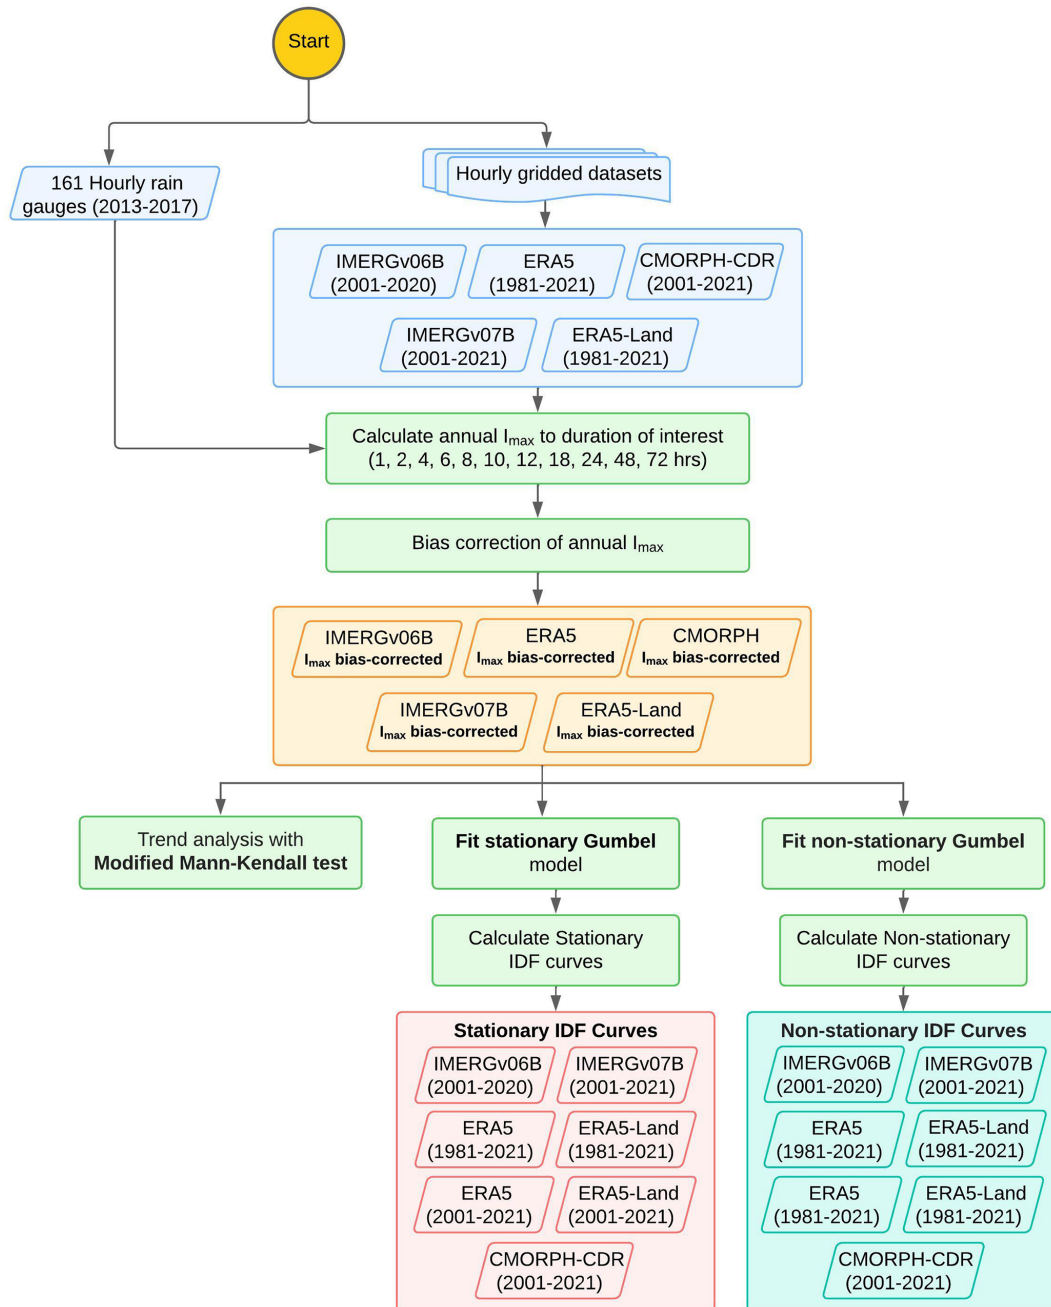 Start
161 Hourly rain
gauges (2013-2017)
Hourly gridded datasets
IMERGv06B
(2001-2020)
ERA5
(1981-2021)
CMORPH-CDR
(2001-2021)
IMERGv07B
(2001-2021)
ERA5-Land
(1981-2021)
Calculate annual Imax to duration of interest
(1, 2, 4, 6, 8, 10, 12, 18, 24, 48, 72 hrs)
Bias correction of annual Imax
IMERGv06B
Imax bias-corrected
ERA5
Imax bias-corrected
CMORPH
Imax bias-corrected
IMERGv07B
Imax bias-corrected
ERA5-Land
Imax bias-corrected
Trend analysis with
Modified Mann-Kendall test
Fit stationary Gumbel
model
Fit non-stationary Gumbel
model
Calculate Stationary
IDF curves
Calculate Non-stationary
IDF curves
Stationary IDF Curves
IMERGv06B
(2001-2020)
IMERGv07B
(2001-2021)
ERA5
(1981-2021)
ERA5-Land
(1981-2021)
ERA5
(2001-2021)
ERA5-Land
(2001-2021)
CMORPH-CDR
(2001-2021)
Non-stationary IDF Curves
IMERGv06B
(2001-2020)
IMERGv07B
(2001-2021)
ERA5
(1981-2021)
ERA5-Land
(1981-2021)
ERA5
(1981-2021)
ERA5-Land
(1981-2021)
CMORPH-CDR
(2001-2021)